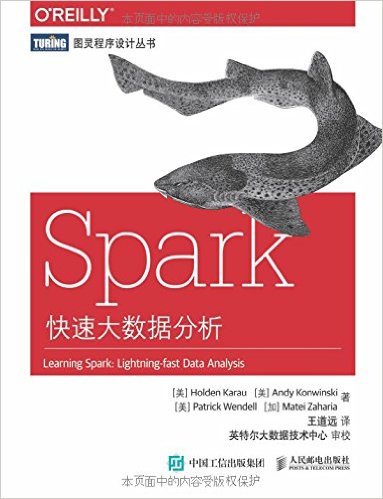 本页面中的内容受版权保护
O'REILLY®
TURING 图灵程序设计丛书
Spark
快速大数据分析
Learning Spark: Lightning-fast Data Analysis
[美] Holden Karau [美] Andy Konwinski 著
[美] Patrick Wendell [加] Matei Zaharia
王道远 译
英特尔大数据技术中心 审校
中国工信出版集团 人民邮电出版社
POSTS & TELECOM PRESS
本页面中的内容受版权保护